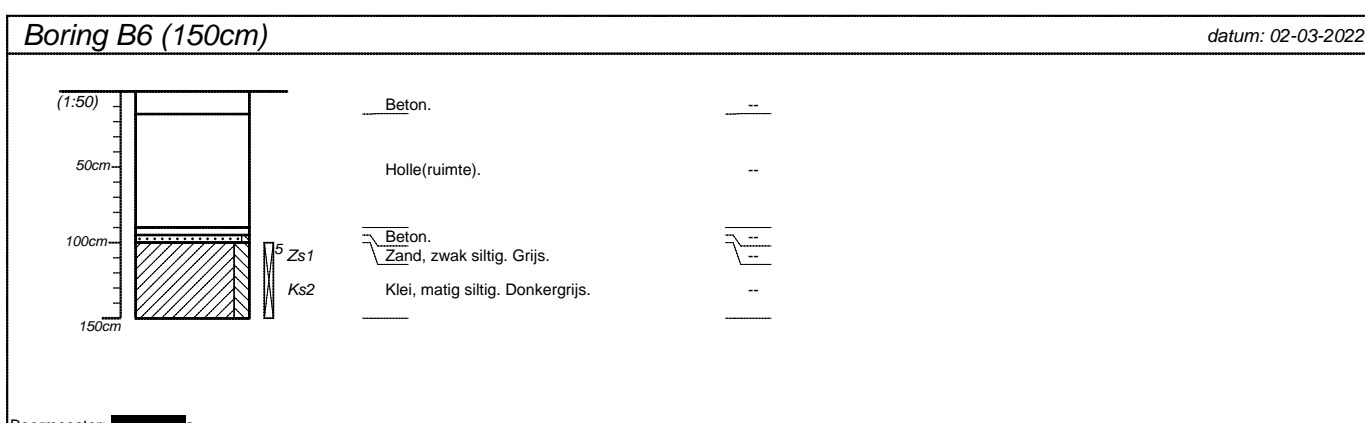 Boring B6 (150cm) datum: 02-03-2022
(1:50) Beton. --
50cm Holle(ruimte). --
100cm Beton. --
5 Zs1 Zand, zwak siltig. Grijs. --
Ks2 Klei, matig siltig. Donkergrijs. --
150cm